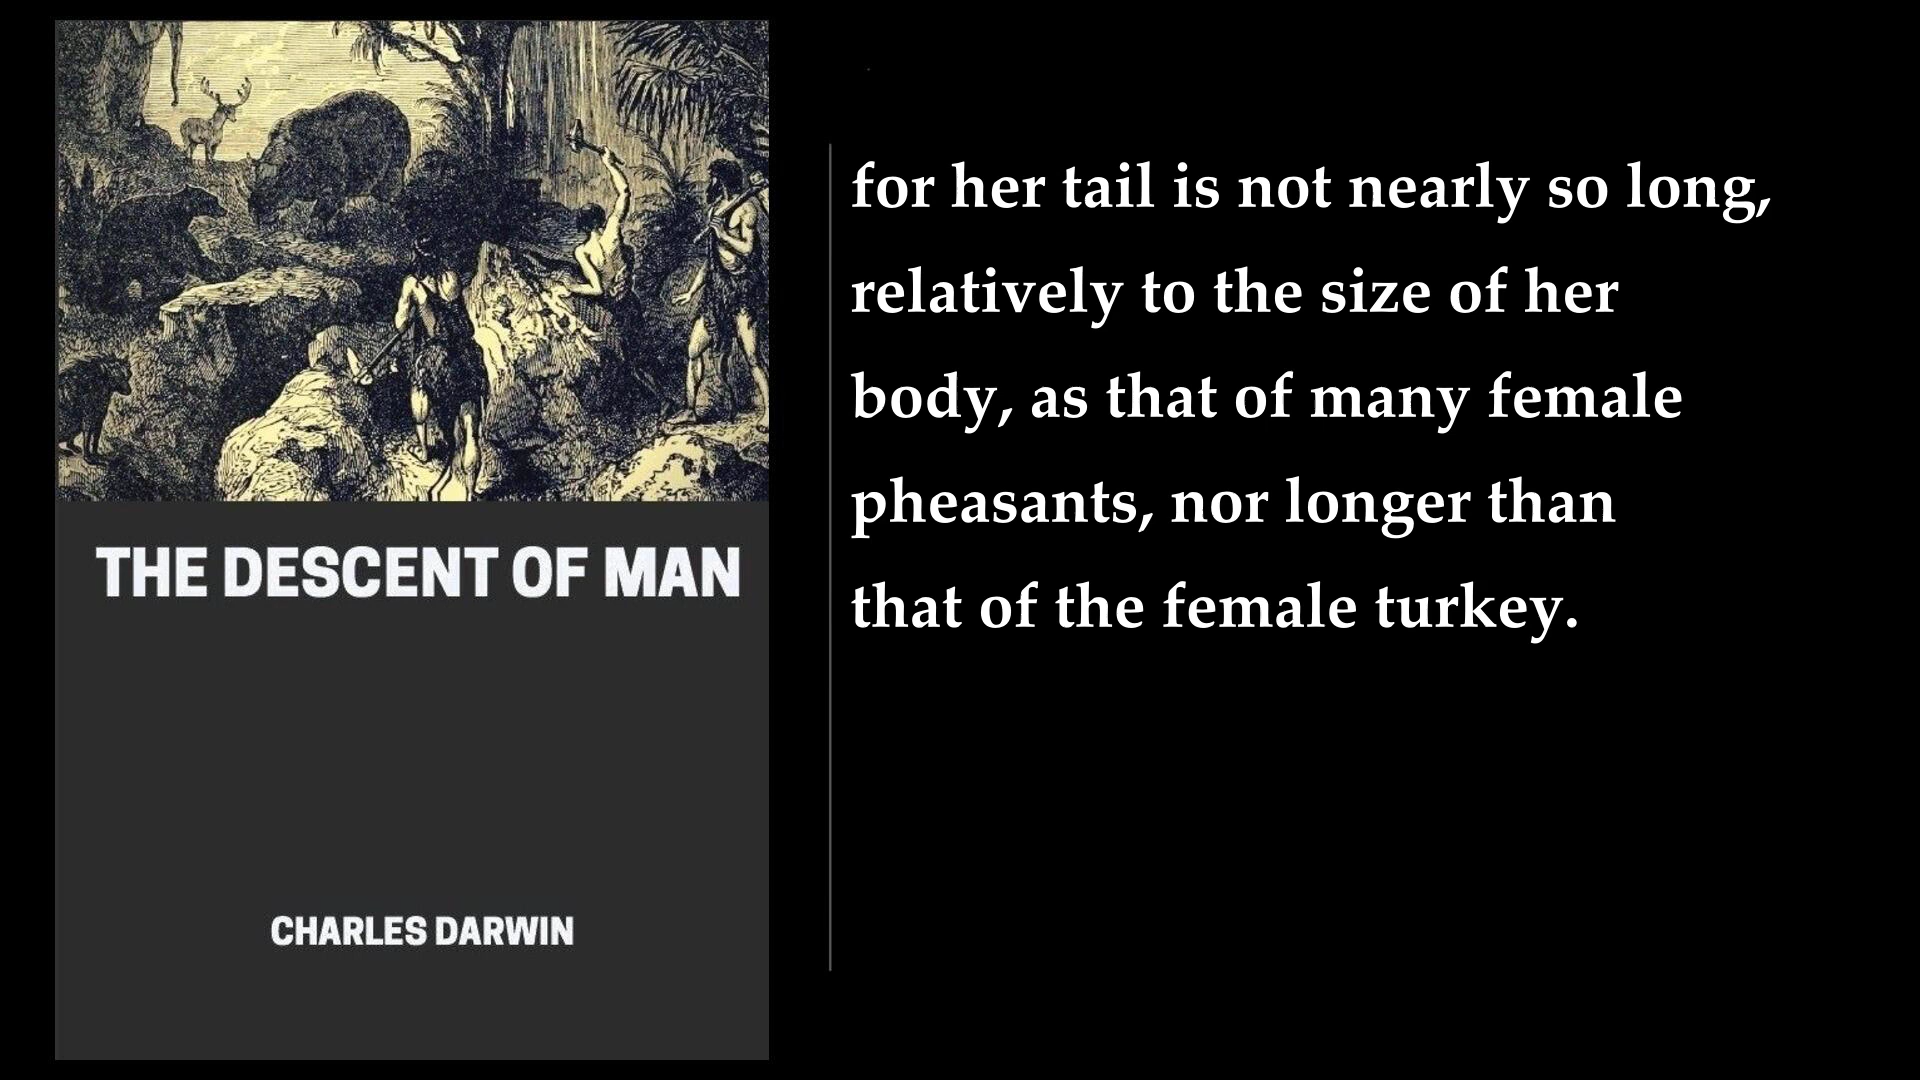 THE DESCENT OF MAN
CHARLES DARWIN
for her tail is not nearly so long,
relatively to the size of her
body, as that of many female
pheasants, nor longer than
that of the female turkey.